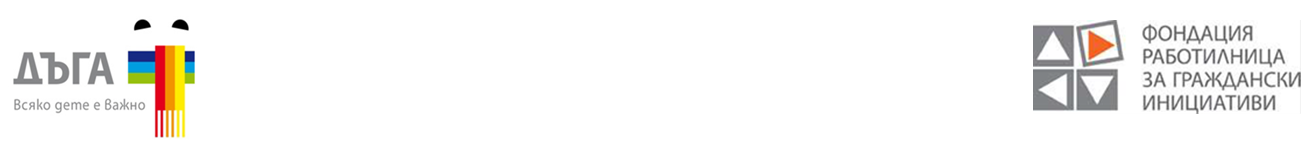 ДЪГА
Всяко дете е важно
ФОНДАЦИЯ
РАБОТИЛНИЦА
ЗА ГРАЖДАНСКИ
ИНИЦИАТИВИ